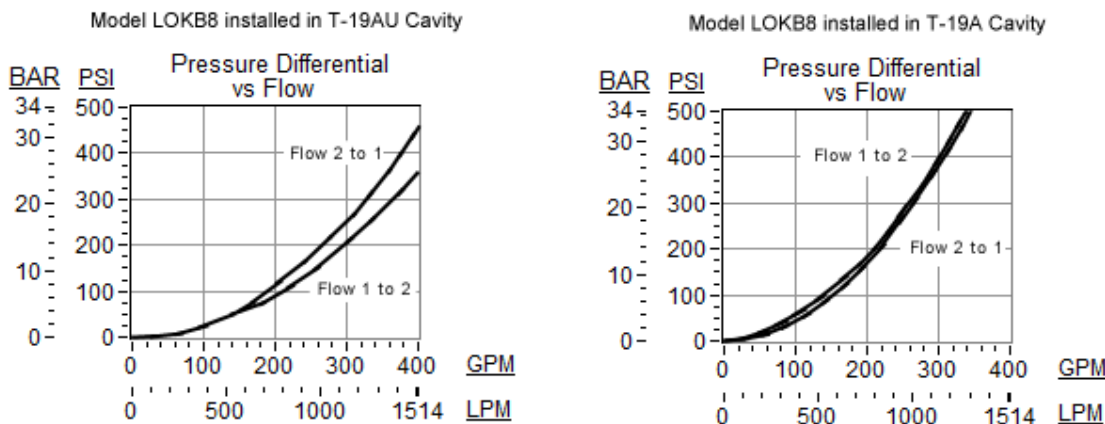 Model LOKB8 installed in T-19AU Cavity
Pressure Differential
vs Flow
BAR PSI
34 500
30
400
Flow 2 to 1
300
20
200
10
100
Flow 1 to 2
0 0
0 100 200 300 400 GPM
0 500 1000 1514 LPM
Model LOKB8 installed in T-19A Cavity
Pressure Differential
vs Flow
BAR PSI
34 500
30
400
Flow 1 to 2
300
20
200
Flow 2 to 1
10
100
0 0
0 100 200 300 400 GPM
0 500 1000 1514 LPM